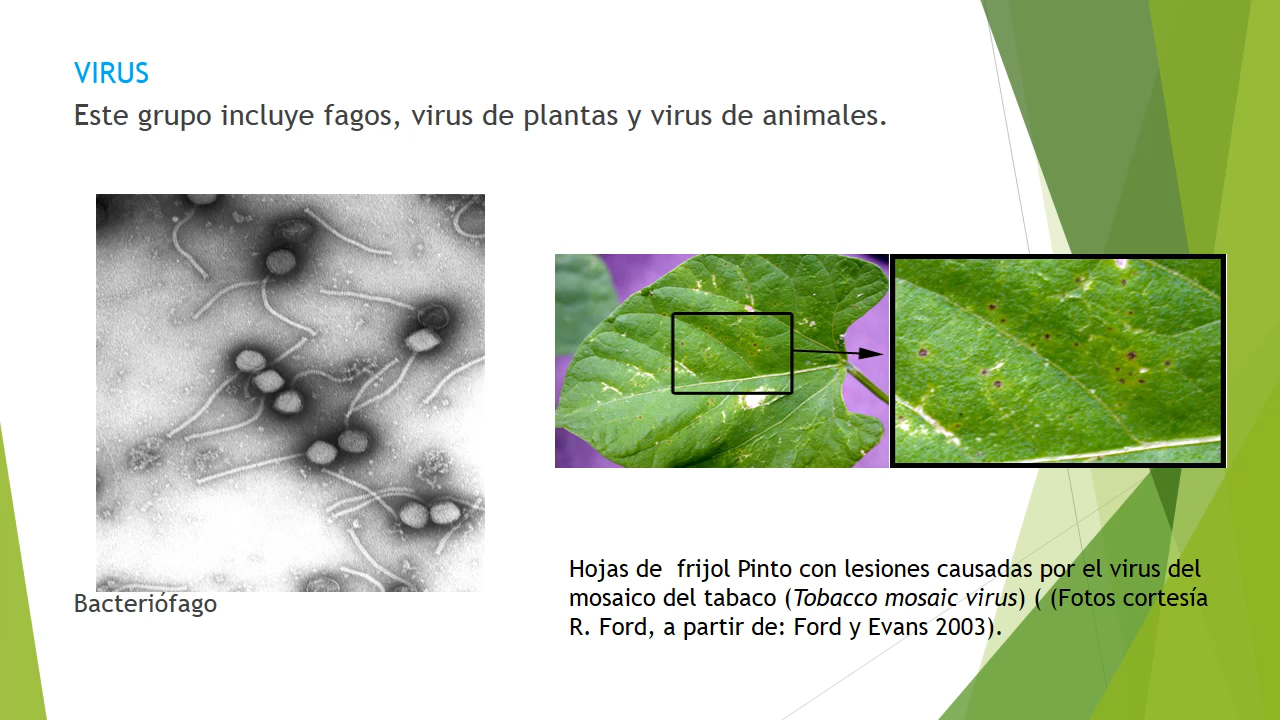 VIRUS
Este grupo incluye fagos, virus de plantas y virus de animales.
Bacteriófago
Hojas de  frijol Pinto con lesiones causadas por el virus del
mosaico del tabaco (Tobacco mosaic virus) ( (Fotos cortesía
R. Ford, a partir de: Ford y Evans 2003).